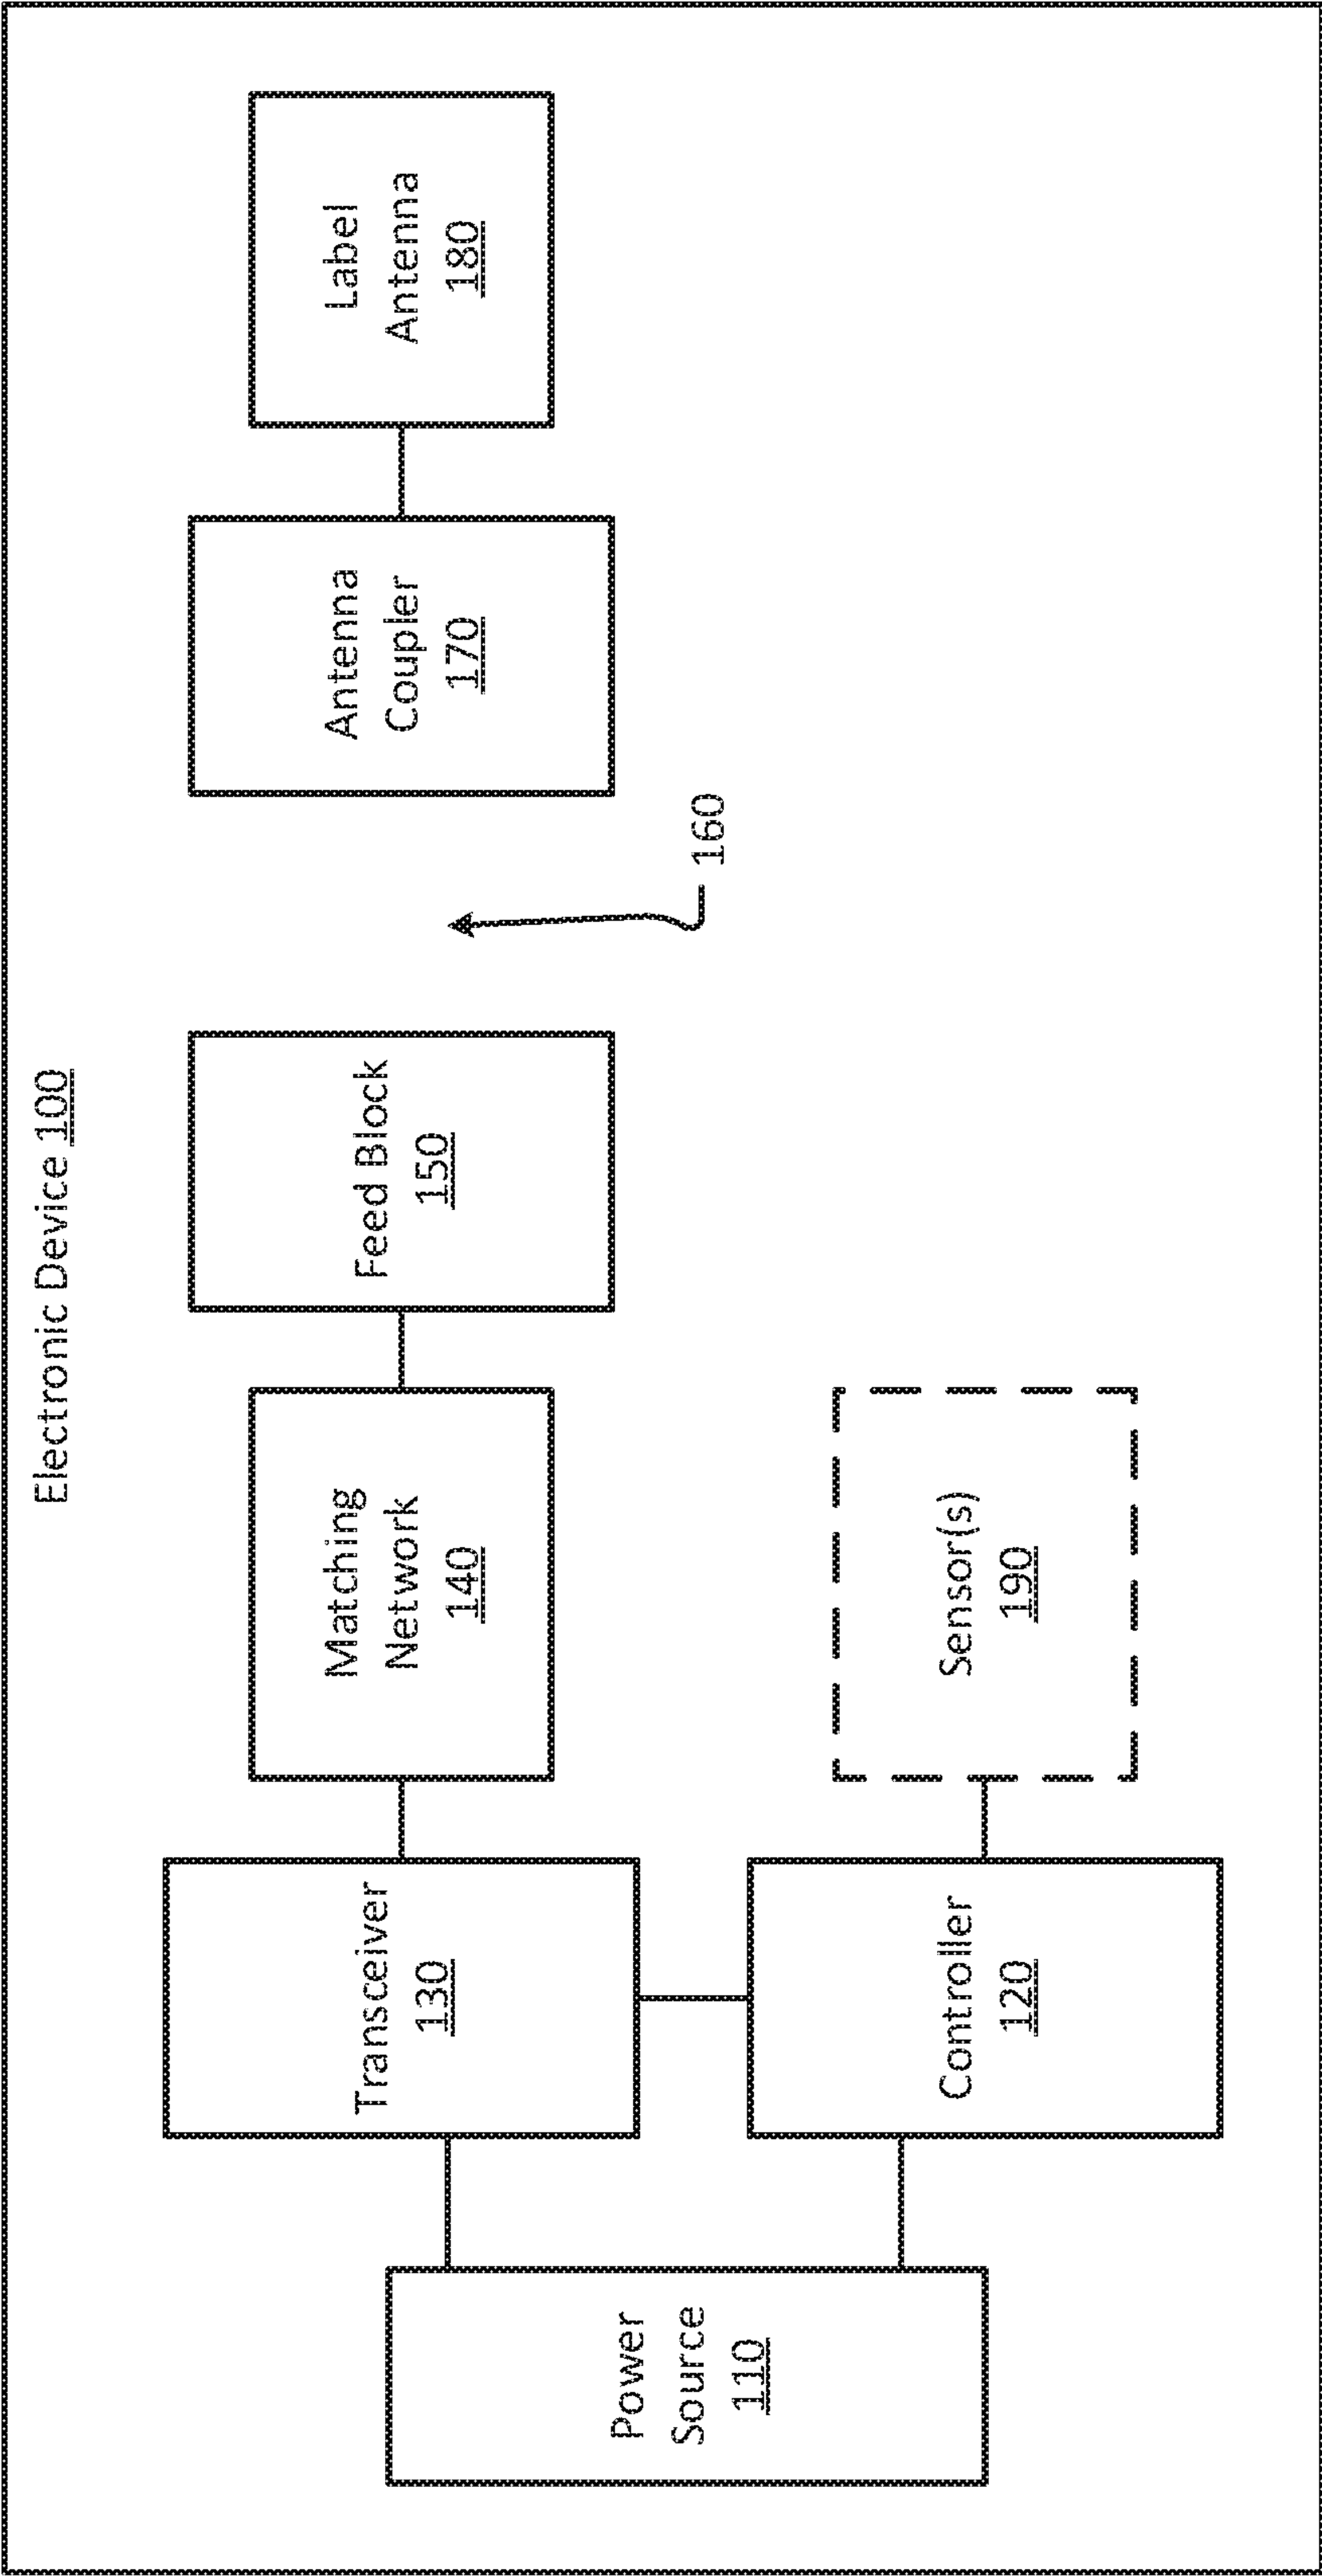 Electronic Device 100
Power
Source
110
Transceiver
130
Controller
120
Matching
Network
140
Sensor(s)
190
Feed Block
150
160
Antenna
Coupler
170
Label
Antenna
180